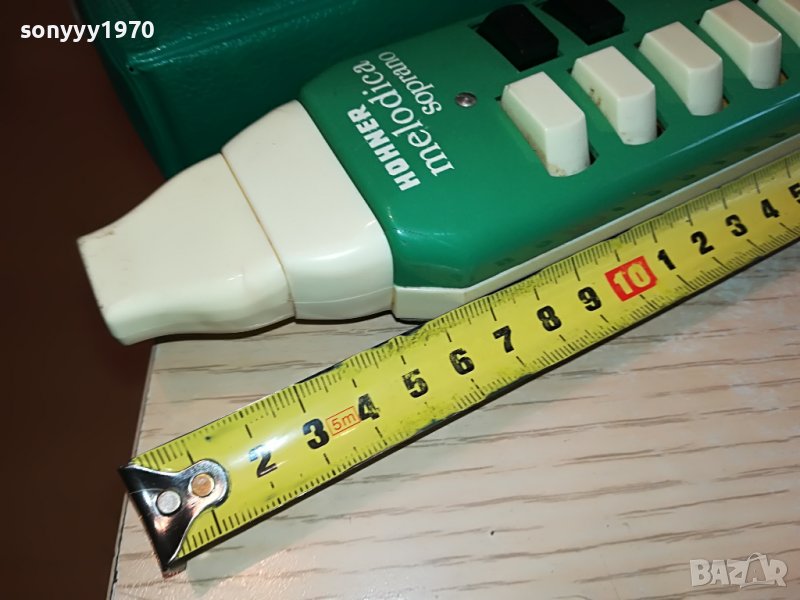 sonyyy1970
HOHNER
melodica
soprano
2 3 5m 4 5 6 7 8 9 10 1 2 3 4 5
BAZAR